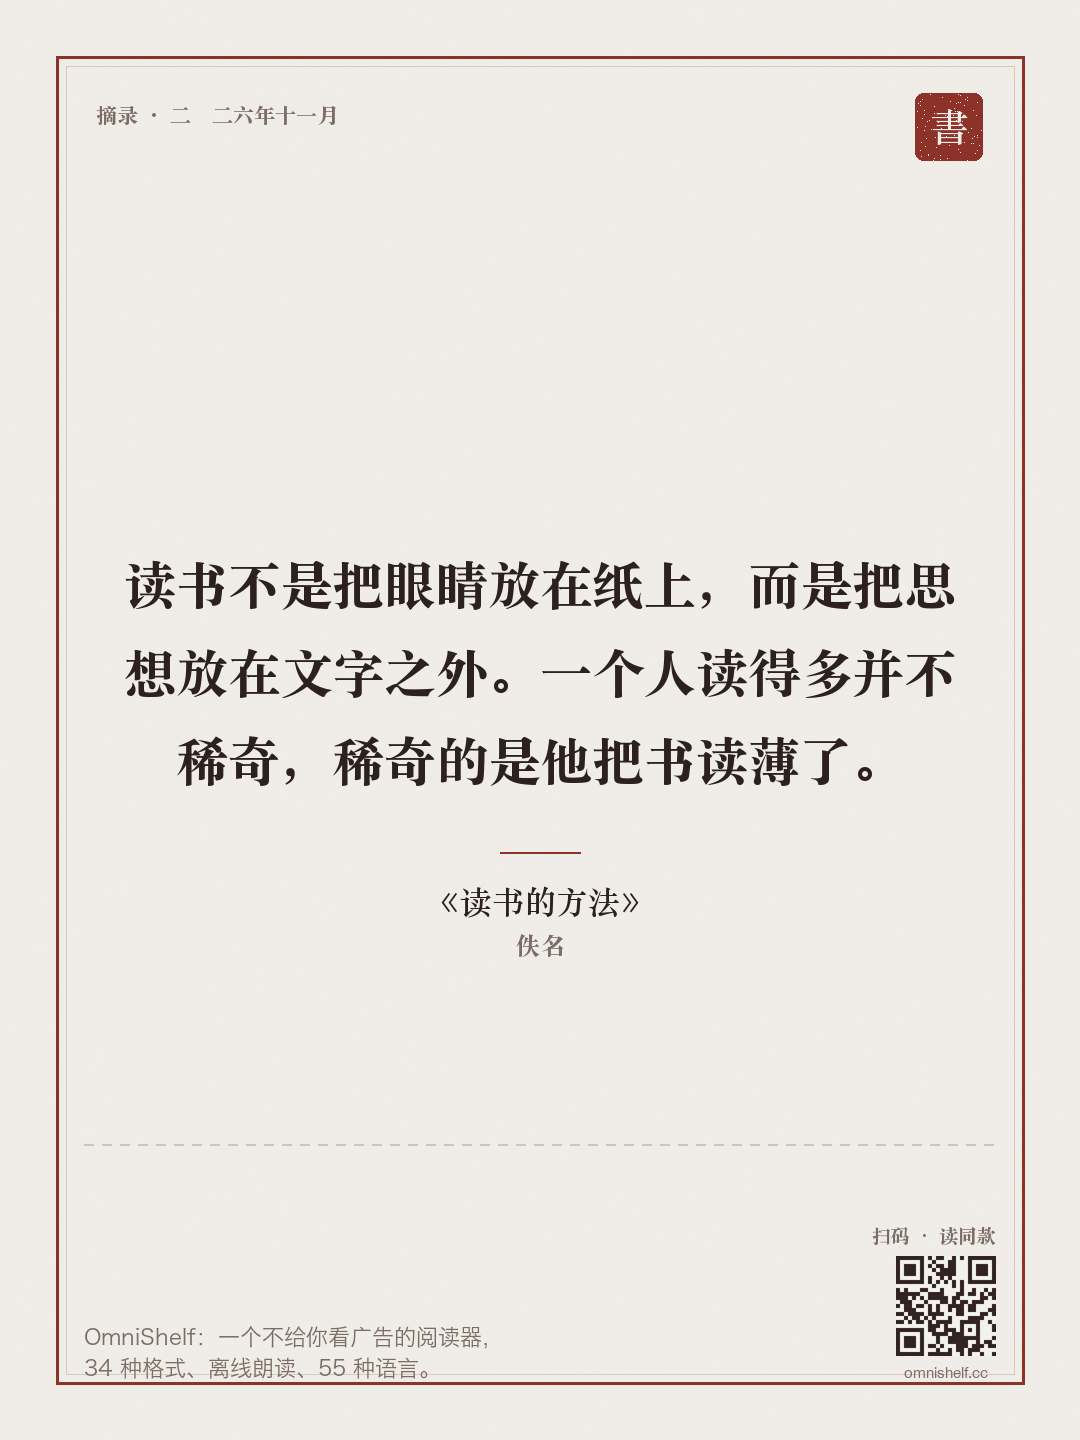 摘录 · 二　二六年十一月
書
读书不是把眼睛放在纸上，而是把思
想放在文字之外。一个人读得多并不
稀奇，稀奇的是他把书读薄了。
《读书的方法》
佚名
扫码 · 读同款
OmniShelf：一个不给你看广告的阅读器，
34 种格式、离线朗读、55 种语言。
omnishelf.cc